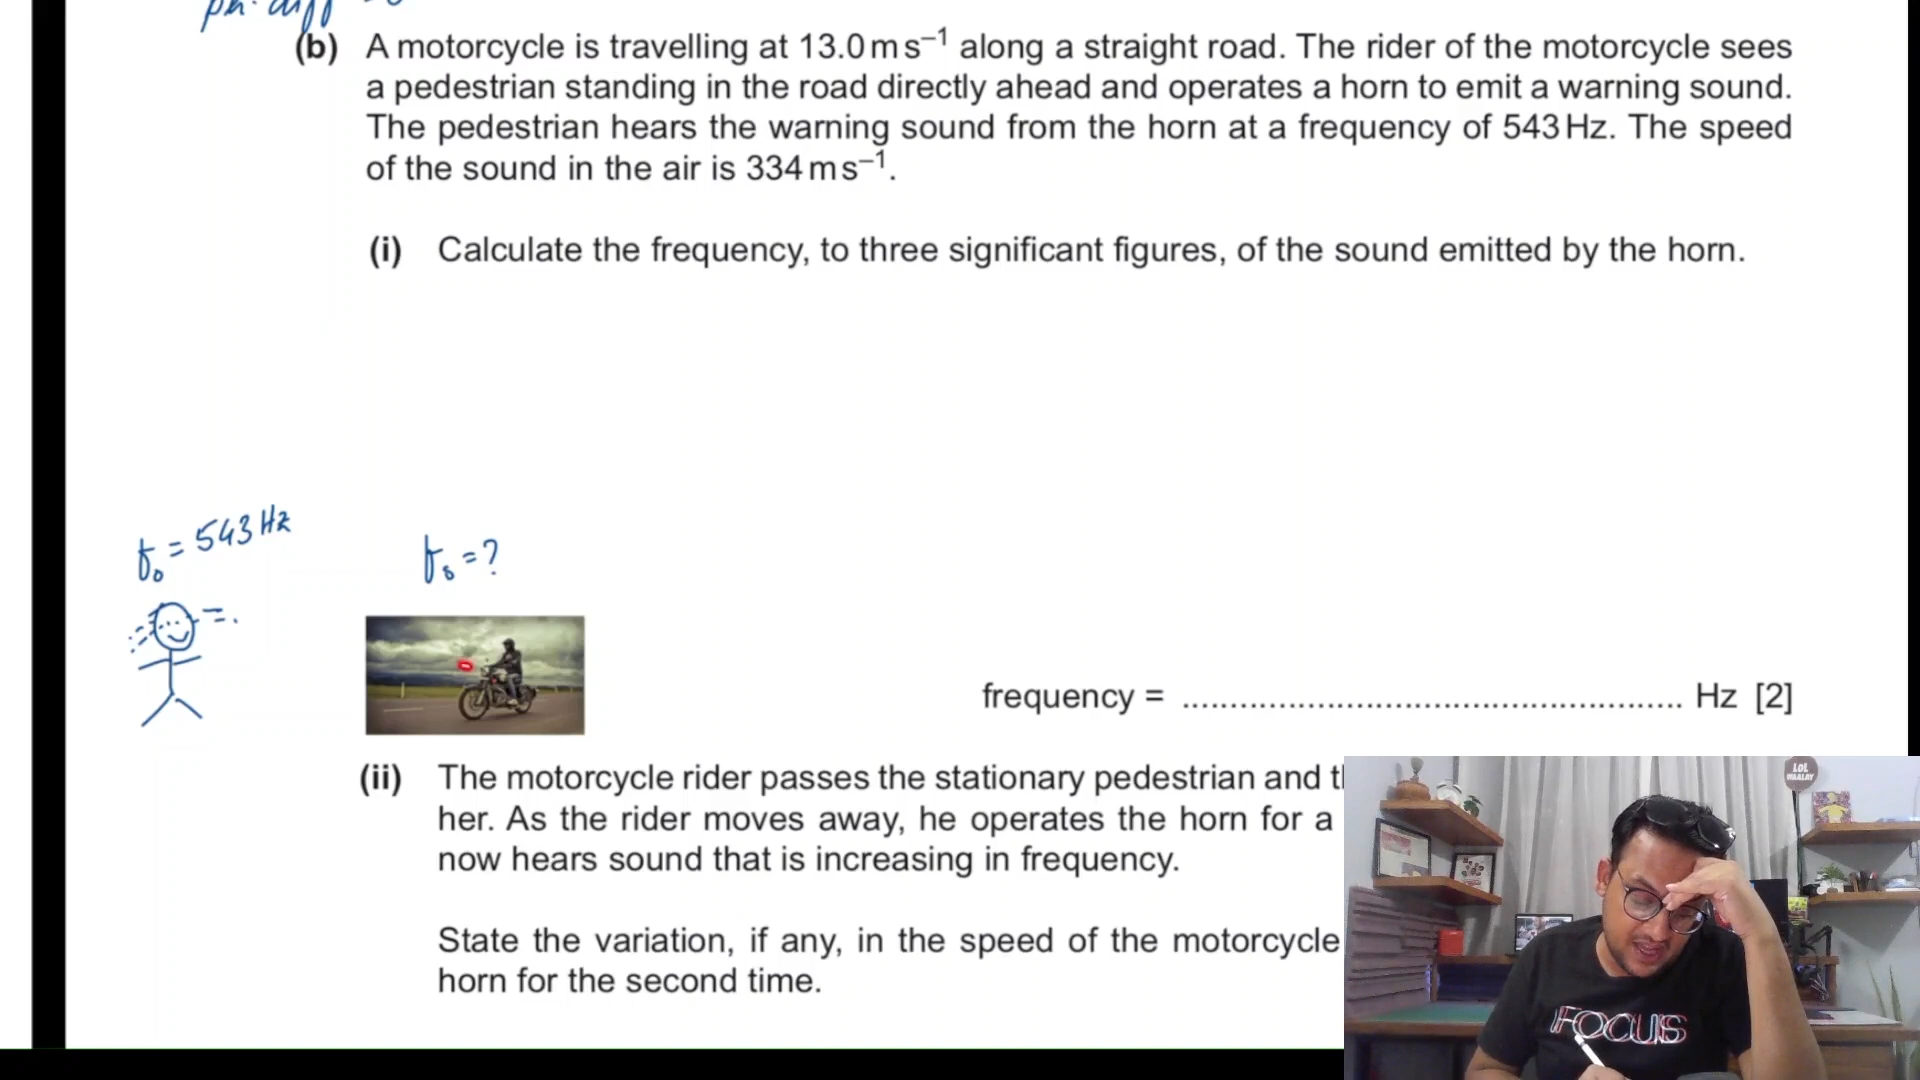 ph. diff
(b) A motorcycle is travelling at 13.0 m s⁻¹ along a straight road. The rider of the motorcycle sees
a pedestrian standing in the road directly ahead and operates a horn to emit a warning sound.
The pedestrian hears the warning sound from the horn at a frequency of 543 Hz. The speed
of the sound in the air is 334 m s⁻¹.
(i) Calculate the frequency, to three significant figures, of the sound emitted by the horn.
f₀ = 543 Hz
fₛ = ?
frequency = .................................................... Hz [2]
(ii) The motorcycle rider passes the stationary pedestrian and
her. As the rider moves away, he operates the horn for a
now hears sound that is increasing in frequency.
State the variation, if any, in the speed of the motorcycle
horn for the second time.
LOL
WAALAY
FOCUS